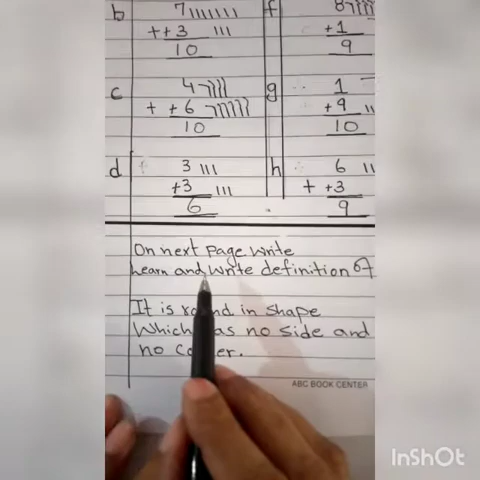 b 7 f 8
++3 +1
10 9
c 4 g 1
+ +6 +9
10 10
d 3 h 6
+3 + +3
6 9
On next page write
learn and write definition of
It is round in shape
Which has no side and
no corner.
ABC BOOK CENTER
InShOt